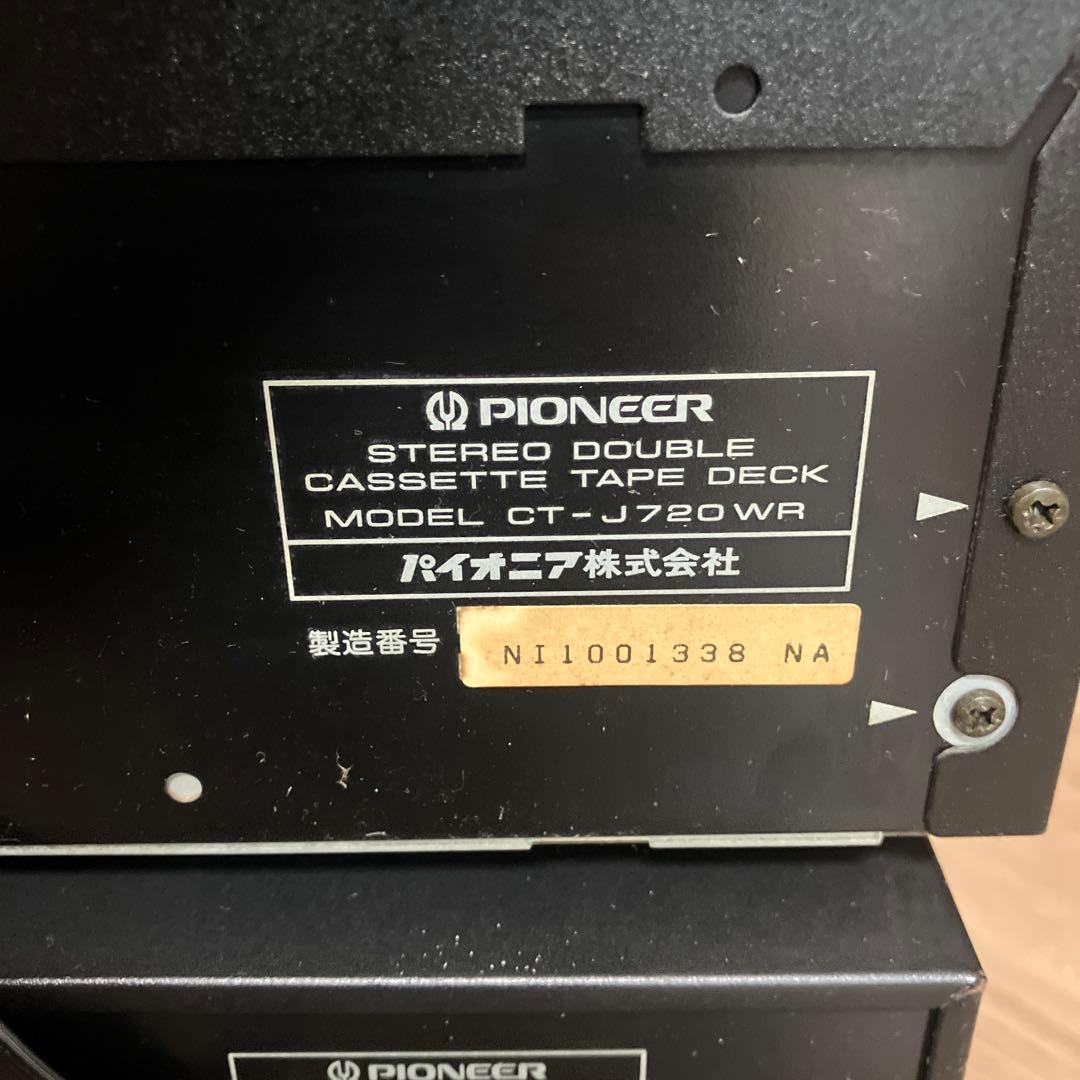 PIONEER
STEREO DOUBLE
CASSETTE TAPE DECK
MODEL CT-J720WR
パイオニア株式会社
製造番号 NI1001338 NA
PIONEER